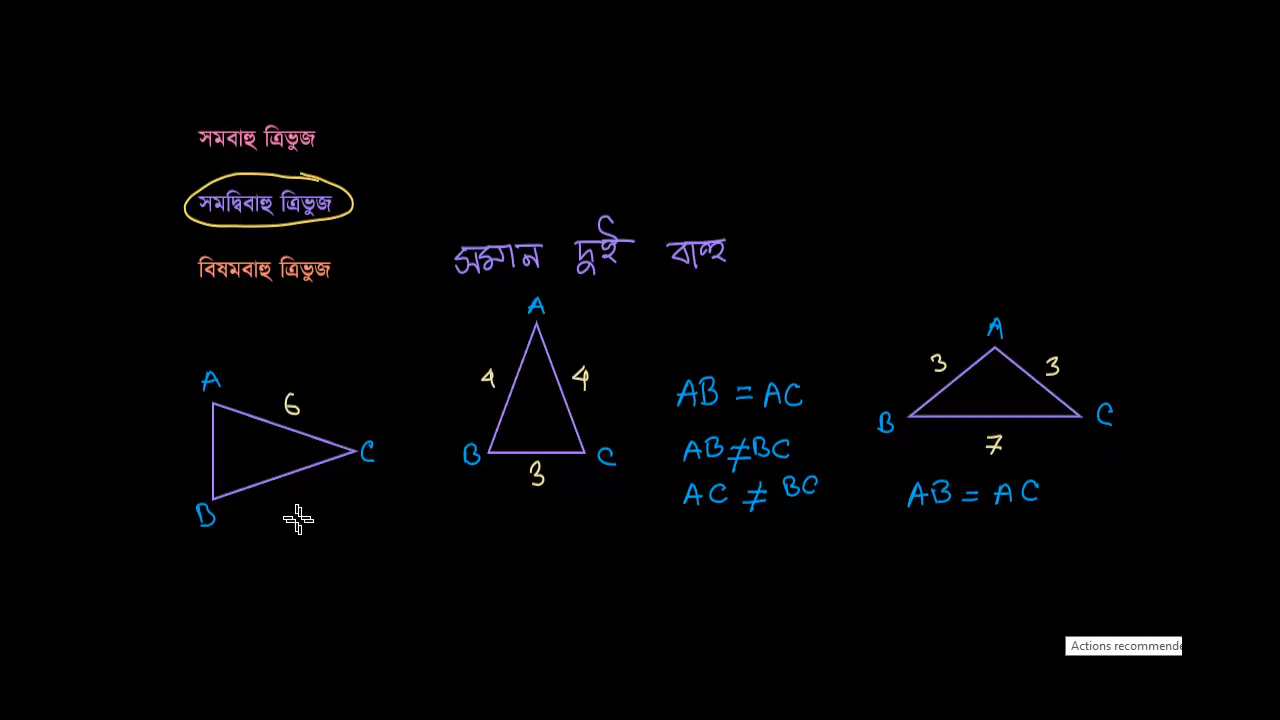 সমবাহু ত্রিভুজ
সমদ্বিবাহু ত্রিভুজ
বিষমবাহু ত্রিভুজ
সমান দুই বাহু
A
6
C
B
A
4 4
B C
3
AB = AC
AB ≠ BC
AC ≠ BC
A
3 3
B C
7
AB = AC
Actions recommende